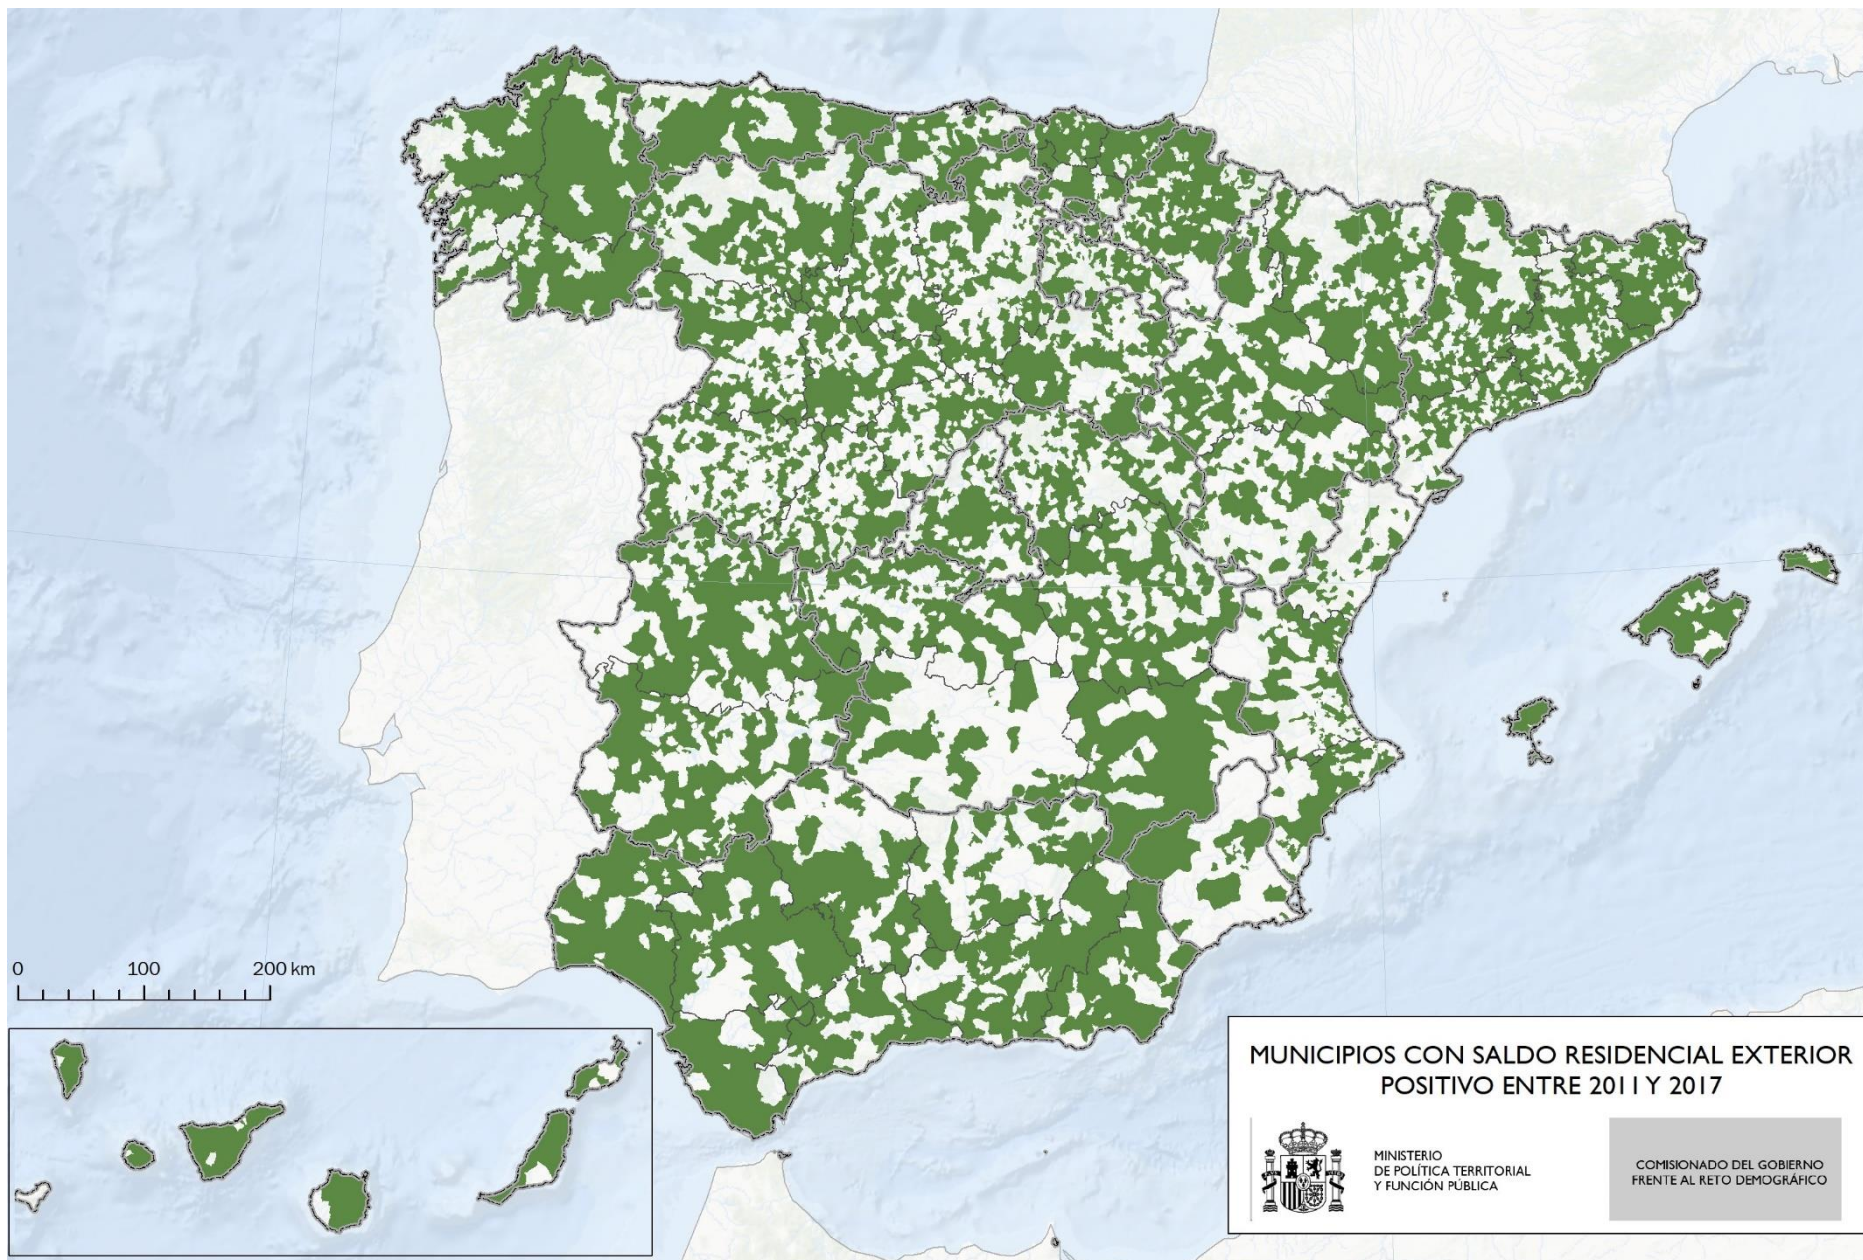 0 100 200 km
MUNICIPIOS CON SALDO RESIDENCIAL EXTERIOR
POSITIVO ENTRE 2011 Y 2017
MINISTERIO
DE POLÍTICA TERRITORIAL
Y FUNCIÓN PÚBLICA
COMISIONADO DEL GOBIERNO
FRENTE AL RETO DEMOGRÁFICO